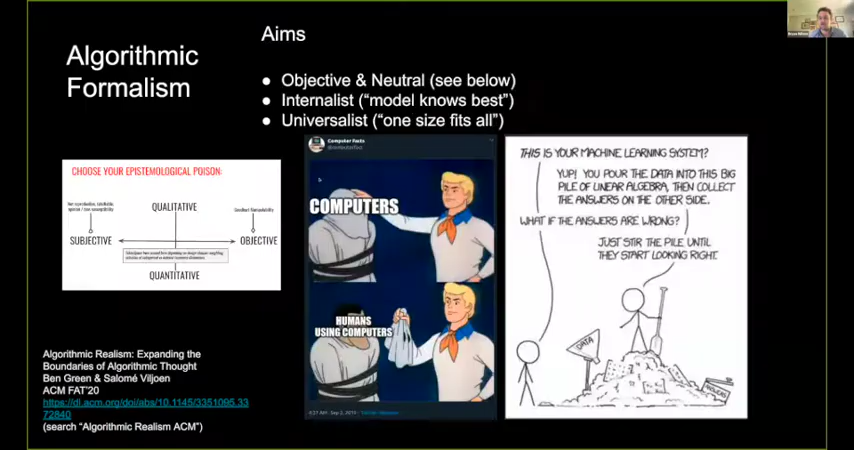 Algorithmic
Formalism
Aims
● Objective & Neutral (see below)
● Internalist (“model knows best”)
● Universalist (“one size fits all”)
CHOOSE YOUR EPISTEMOLOGICAL POISON:
QUALITATIVE
SUBJECTIVE
OBJECTIVE
QUANTITATIVE
Computer Facts
COMPUTERS
HUMANS
USING COMPUTERS
THIS IS YOUR MACHINE LEARNING SYSTEM?
YUP! YOU POUR THE DATA INTO THIS BIG
PILE OF LINEAR ALGEBRA, THEN COLLECT
THE ANSWERS ON THE OTHER SIDE.
WHAT IF THE ANSWERS ARE WRONG?
JUST STIR THE PILE UNTIL
THEY START LOOKING RIGHT.
DATA
Algorithmic Realism: Expanding the
Boundaries of Algorithmic Thought
Ben Green & Salomé Viljoen
ACM FAT'20
https://dl.acm.org/doi/abs/10.1145/3351095.33
72840
(search “Algorithmic Realism ACM”)